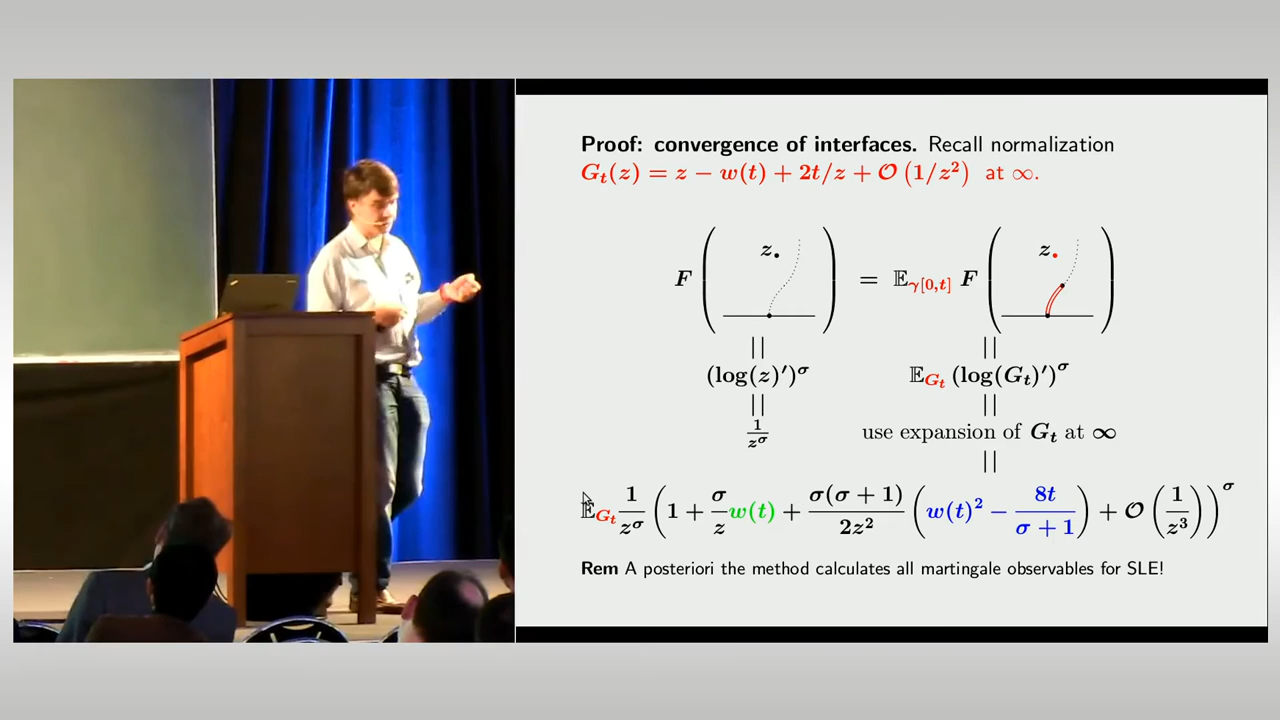 Proof: convergence of interfaces. Recall normalization
G_t(z) = z − w(t) + 2t/z + 𝒪 (1/z²) at ∞.
F ( z• ) = 𝔼_γ[0,t] F ( z• )
|| ||
(log(z)′)^σ 𝔼_{G_t} (log(G_t)′)^σ
|| ||
1/z^σ use expansion of G_t at ∞
||
𝔼_{G_t} 1/z^σ (1 + σ/z w(t) + σ(σ + 1)/2z² (w(t)² − 8t/σ + 1) + 𝒪 (1/z³))^σ
Rem A posteriori the method calculates all martingale observables for SLE!